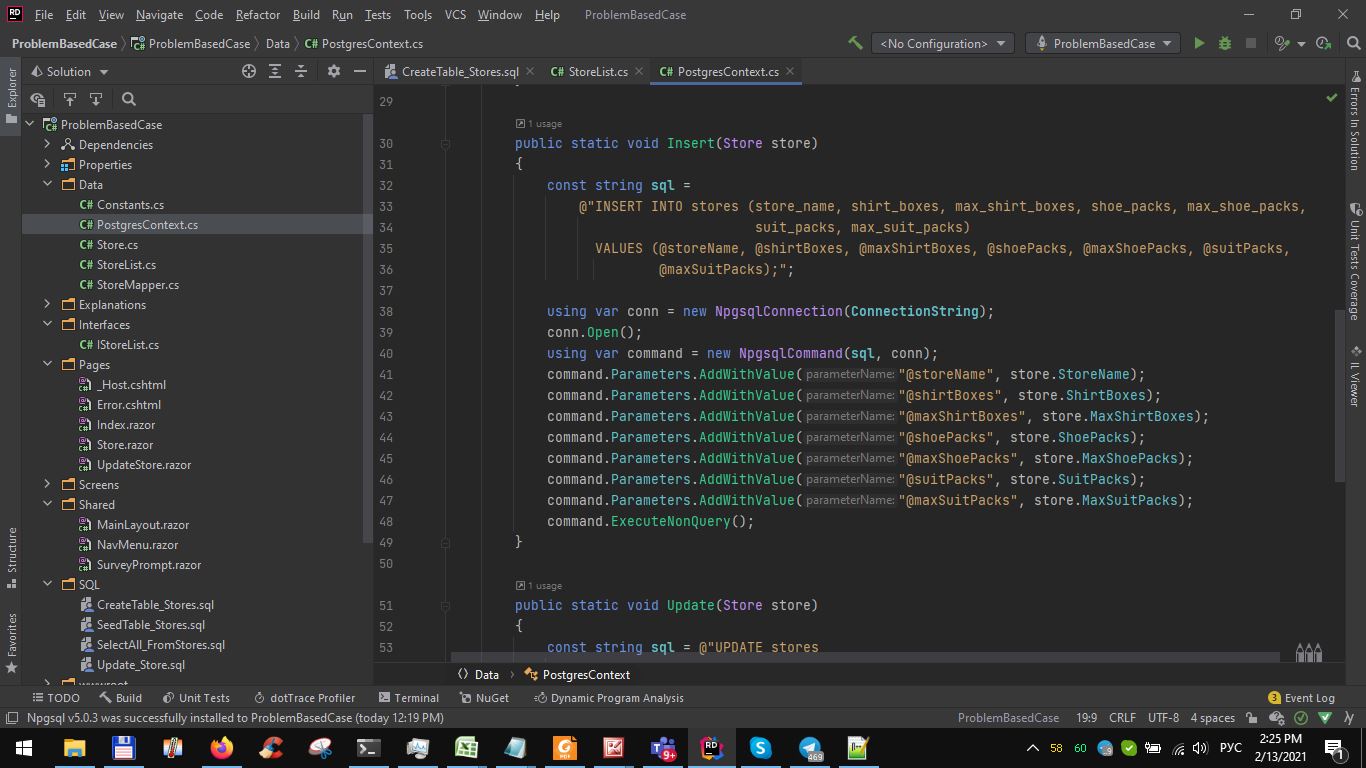 File Edit View Navigate Code Refactor Build Run Tests Tools VCS Window Help ProblemBasedCase
ProblemBasedCase ProblemBasedCase Data PostgresContext.cs <No Configuration> ProblemBasedCase
Explorer
Solution
CreateTable_Stores.sql StoreList.cs PostgresContext.cs
ProblemBasedCase
Dependencies
Properties
Data
Constants.cs
PostgresContext.cs
Store.cs
StoreList.cs
StoreMapper.cs
Explanations
Interfaces
IStoreList.cs
Pages
_Host.cshtml
Error.cshtml
Index.razor
Store.razor
UpdateStore.razor
Screens
Shared
MainLayout.razor
NavMenu.razor
SurveyPrompt.razor
SQL
CreateTable_Stores.sql
SeedTable_Stores.sql
SelectAll_FromStores.sql
Update_Store.sql
wwwroot
Structure
Favorites
29
1 usage
30 public static void Insert(Store store)
31 {
32 const string sql =
33 @"INSERT INTO stores (store_name, shirt_boxes, max_shirt_boxes, shoe_packs, max_shoe_packs,
34 suit_packs, max_suit_packs)
35 VALUES (@storeName, @shirtBoxes, @maxShirtBoxes, @shoePacks, @maxShoePacks, @suitPacks,
36 @maxSuitPacks);";
37
38 using var conn = new NpgsqlConnection(ConnectionString);
39 conn.Open();
40 using var command = new NpgsqlCommand(sql, conn);
41 command.Parameters.AddWithValue( parameterName: "@storeName", store.StoreName);
42 command.Parameters.AddWithValue( parameterName: "@shirtBoxes", store.ShirtBoxes);
43 command.Parameters.AddWithValue( parameterName: "@maxShirtBoxes", store.MaxShirtBoxes);
44 command.Parameters.AddWithValue( parameterName: "@shoePacks", store.ShoePacks);
45 command.Parameters.AddWithValue( parameterName: "@maxShoePacks", store.MaxShoePacks);
46 command.Parameters.AddWithValue( parameterName: "@suitPacks", store.SuitPacks);
47 command.Parameters.AddWithValue( parameterName: "@maxSuitPacks", store.MaxSuitPacks);
48 command.ExecuteNonQuery();
49 }
50
1 usage
51 public static void Update(Store store)
52 {
53 const string sql = @"UPDATE stores
Data PostgresContext
Errors In Solution
Unit Tests Coverage
IL Viewer
TODO Build Unit Tests dotTrace Profiler Terminal NuGet Dynamic Program Analysis 3 Event Log
Npgsql v5.0.3 was successfully installed to ProblemBasedCase (today 12:19 PM) ProblemBasedCase 19:9 CRLF UTF-8 4 spaces
9+ RD S 469 58 60 РУС 2:25 PM
2/13/2021 1